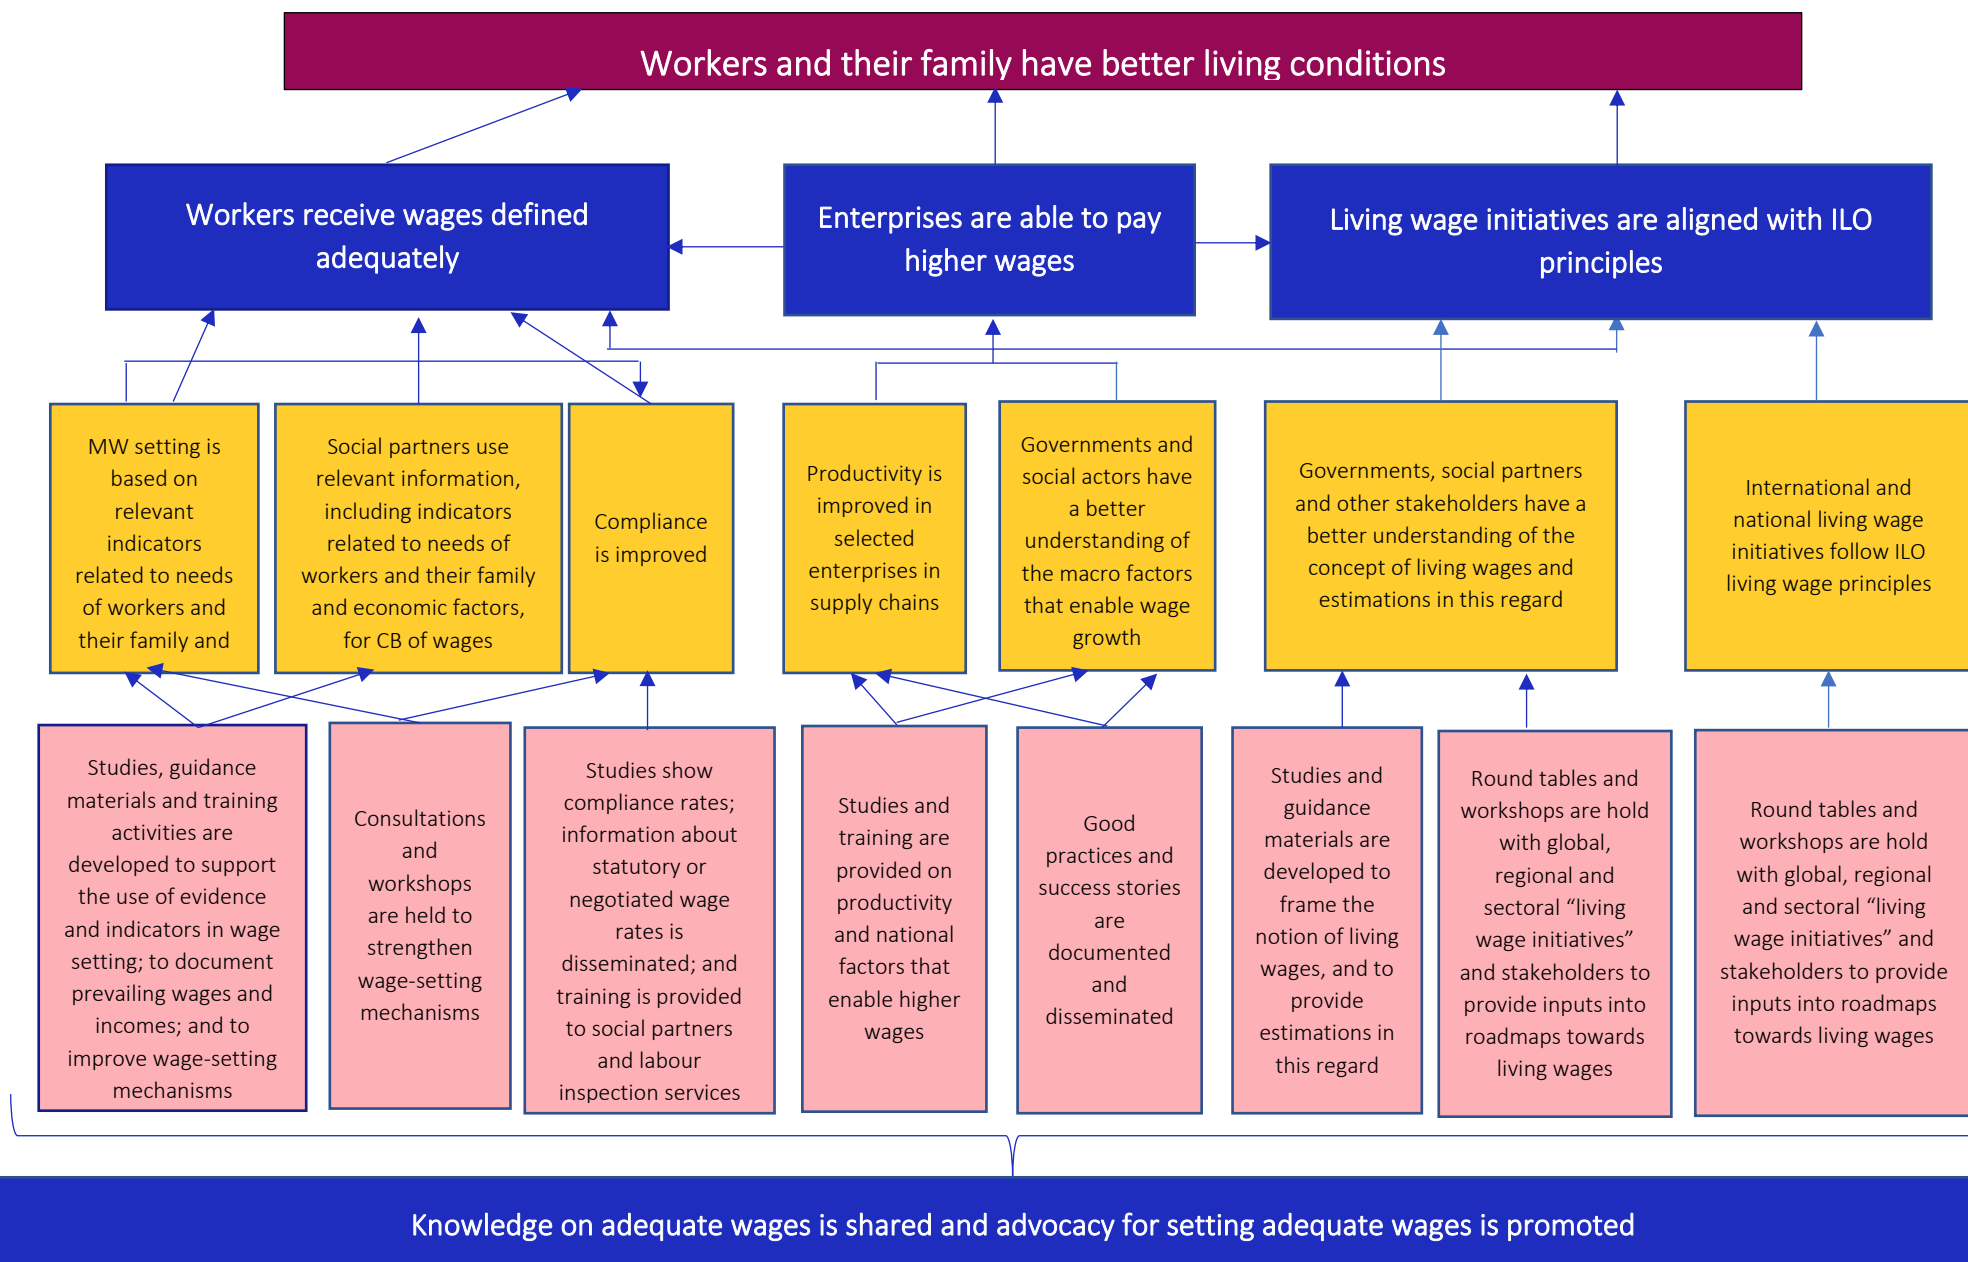 Workers and their family have better living conditions
Workers receive wages defined
adequately
Enterprises are able to pay
higher wages
Living wage initiatives are aligned with ILO
principles
MW setting is
based on
relevant
indicators
related to needs
of workers and
their family and
Social partners use
relevant information,
including indicators
related to needs of
workers and their family
and economic factors,
for CB of wages
Compliance
is improved
Productivity is
improved in
selected
enterprises in
supply chains
Governments and
social actors have
a better
understanding of
the macro factors
that enable wage
growth
Governments, social partners
and other stakeholders have a
better understanding of the
concept of living wages and
estimations in this regard
International and
national living wage
initiatives follow ILO
living wage principles
Studies, guidance
materials and training
activities are
developed to support
the use of evidence
and indicators in wage
setting; to document
prevailing wages and
incomes; and to
improve wage-setting
mechanisms
Consultations
and
workshops
are held to
strengthen
wage-setting
mechanisms
Studies show
compliance rates;
information about
statutory or
negotiated wage
rates is
disseminated; and
training is provided
to social partners
and labour
inspection services
Studies and
training are
provided on
productivity
and national
factors that
enable higher
wages
Good
practices and
success stories
are
documented
and
disseminated
Studies and
guidance
materials are
developed to
frame the
notion of living
wages, and to
provide
estimations in
this regard
Round tables and
workshops are hold
with global,
regional and
sectoral “living
wage initiatives”
and stakeholders to
provide inputs into
roadmaps towards
living wages
Round tables and
workshops are hold
with global, regional
and sectoral “living
wage initiatives” and
stakeholders to provide
inputs into roadmaps
towards living wages
Knowledge on adequate wages is shared and advocacy for setting adequate wages is promoted